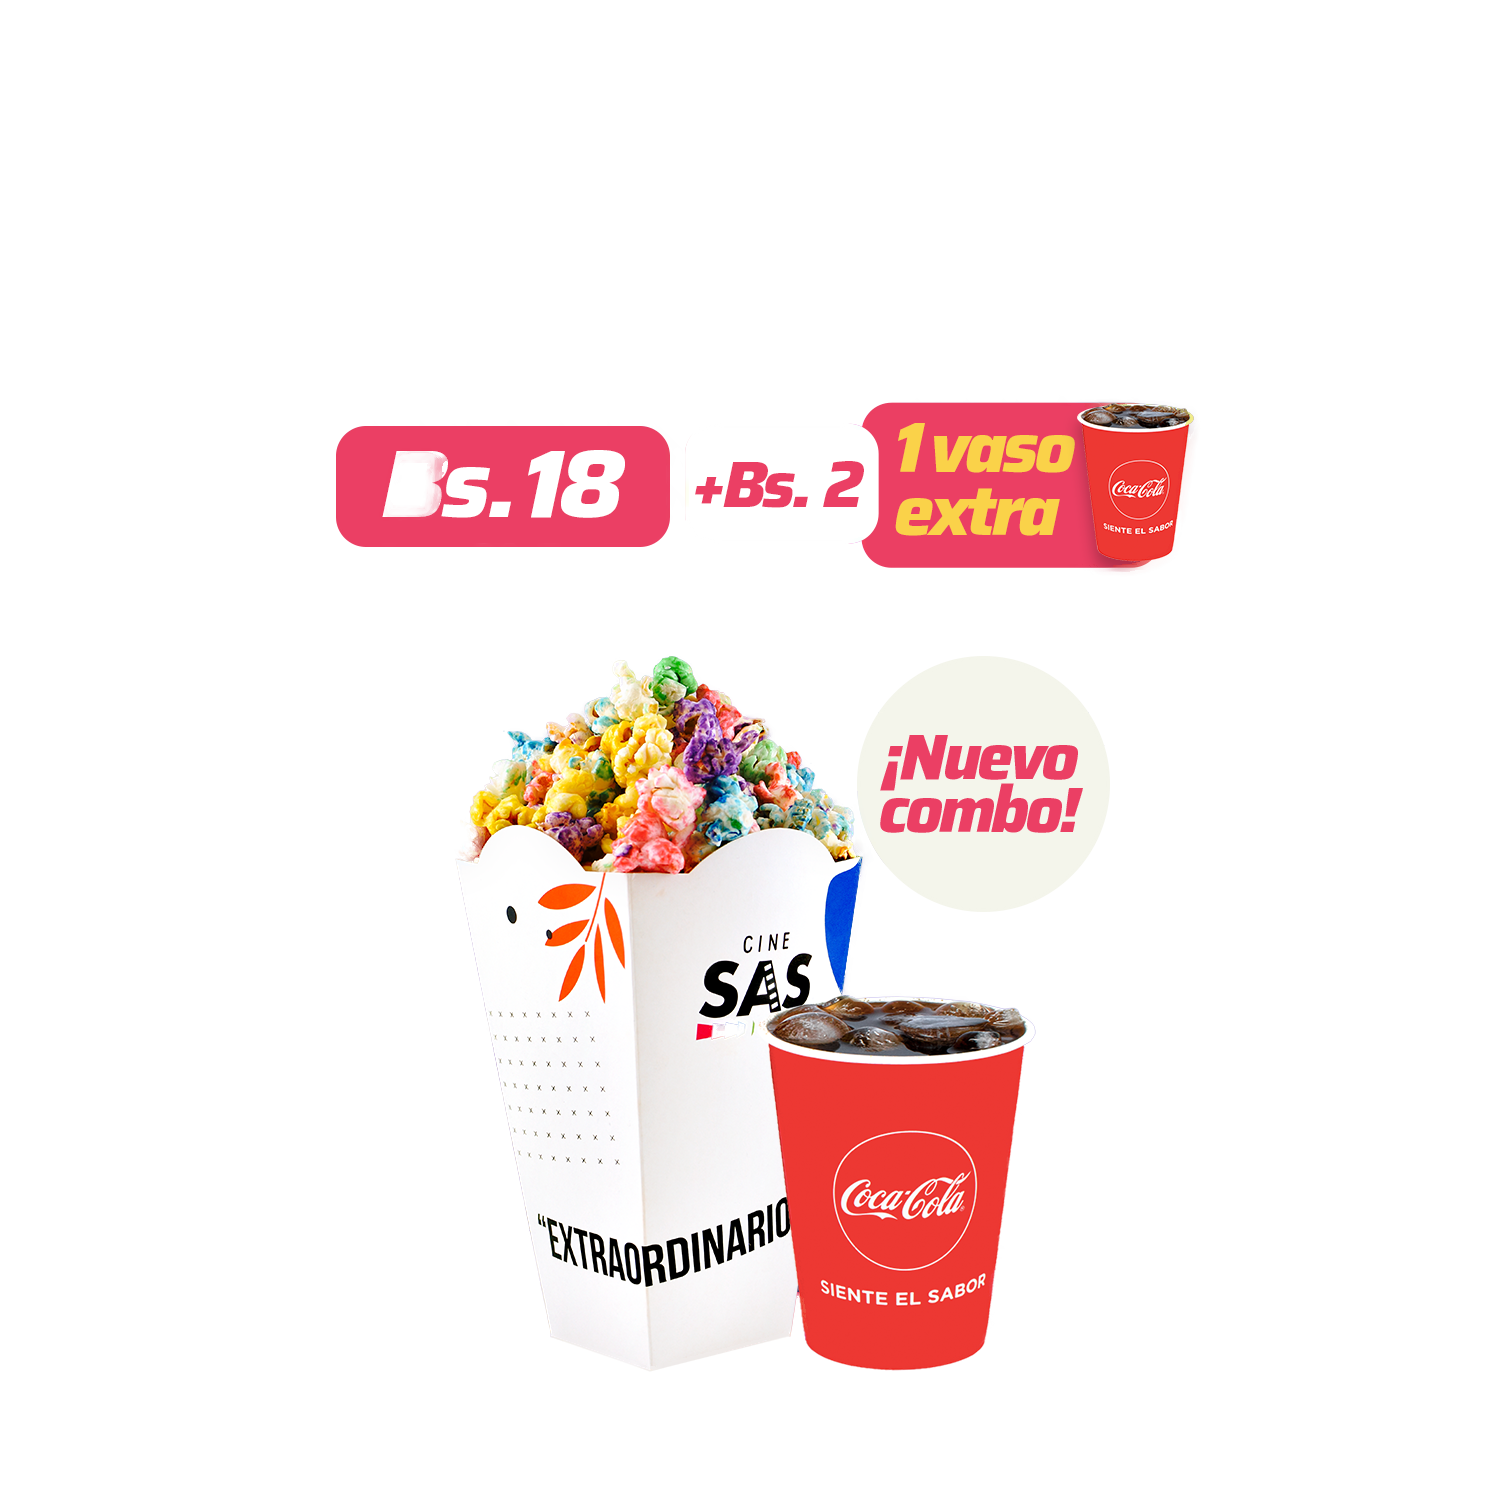 Bs. 18
+Bs. 2
1 vaso
extra
Coca-Cola
SIENTE EL SABOR
¡Nuevo
combo!
CINE
SAS
"EXTRAORDINARIO
Coca-Cola
SIENTE EL SABOR